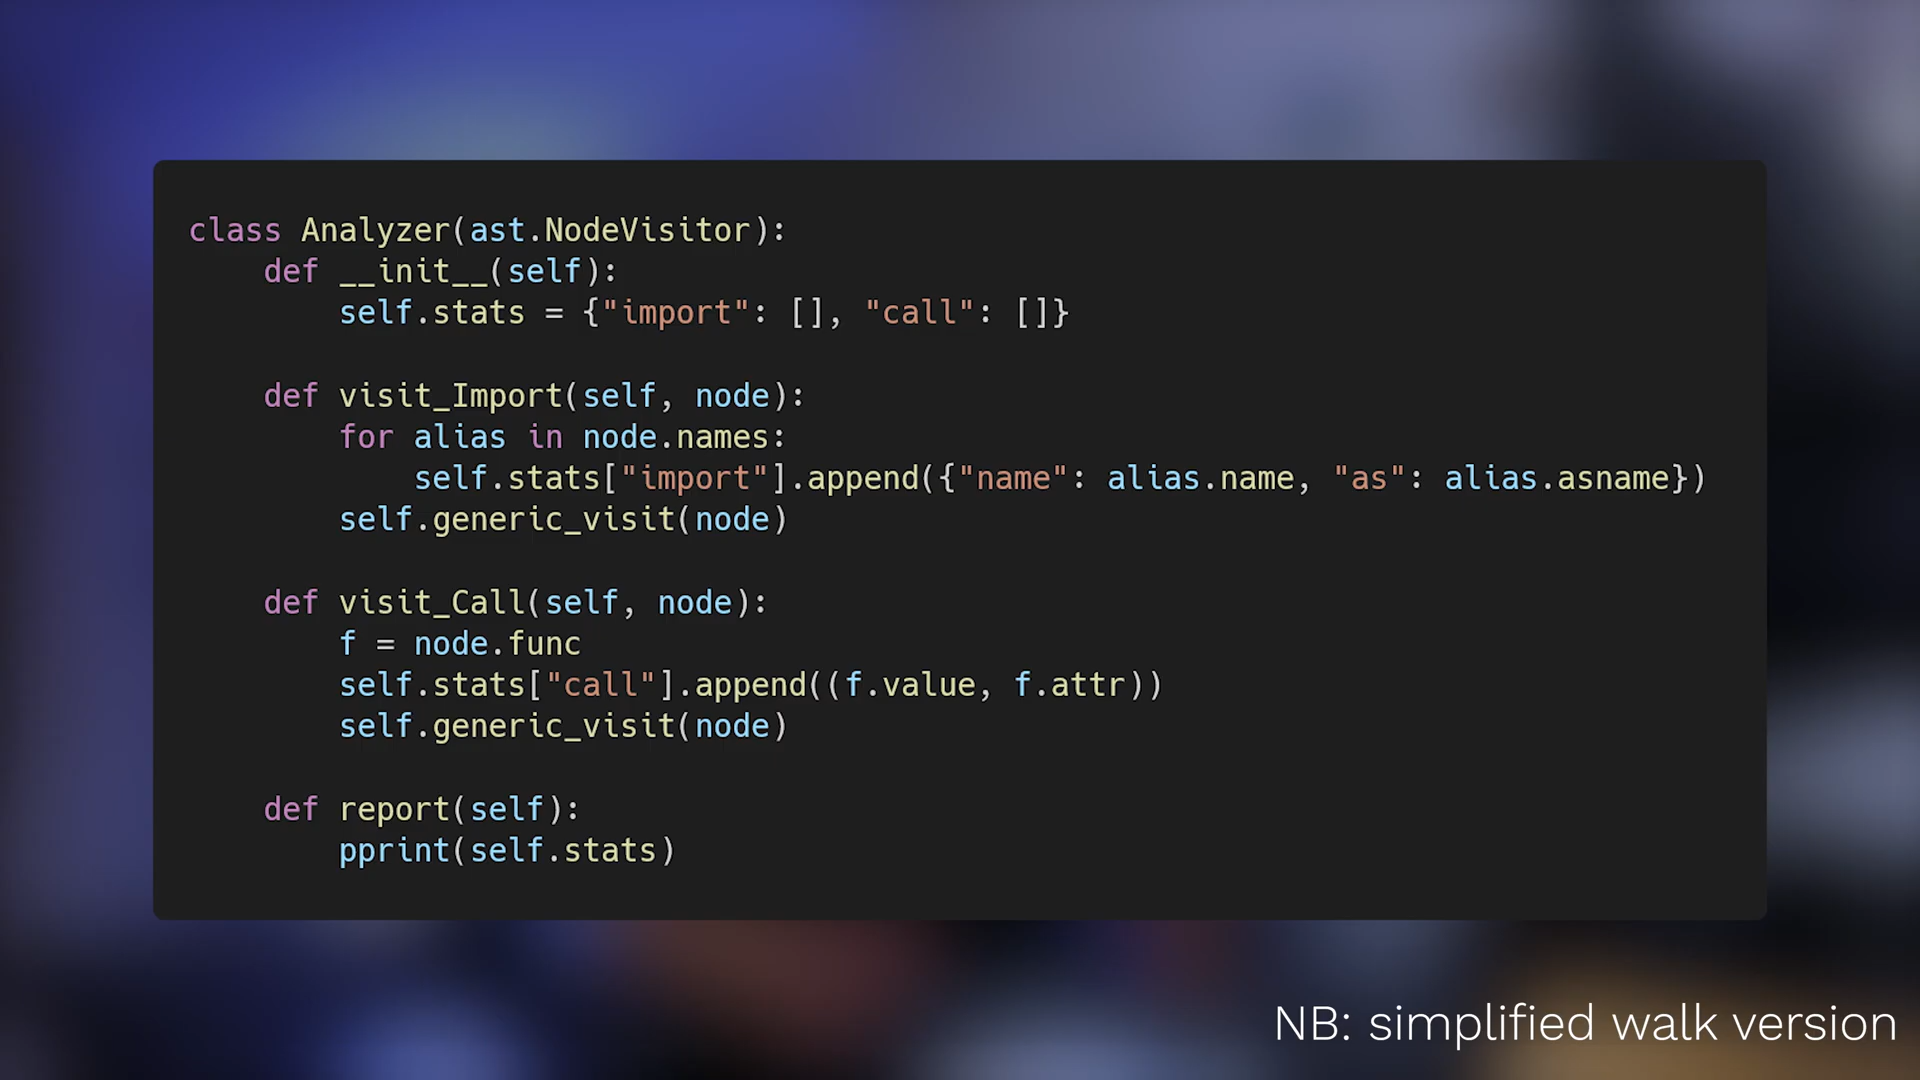 class Analyzer(ast.NodeVisitor):
    def __init__(self):
        self.stats = {"import": [], "call": []}

    def visit_Import(self, node):
        for alias in node.names:
            self.stats["import"].append({"name": alias.name, "as": alias.asname})
        self.generic_visit(node)

    def visit_Call(self, node):
        f = node.func
        self.stats["call"].append((f.value, f.attr))
        self.generic_visit(node)

    def report(self):
        pprint(self.stats)
NB: simplified walk version